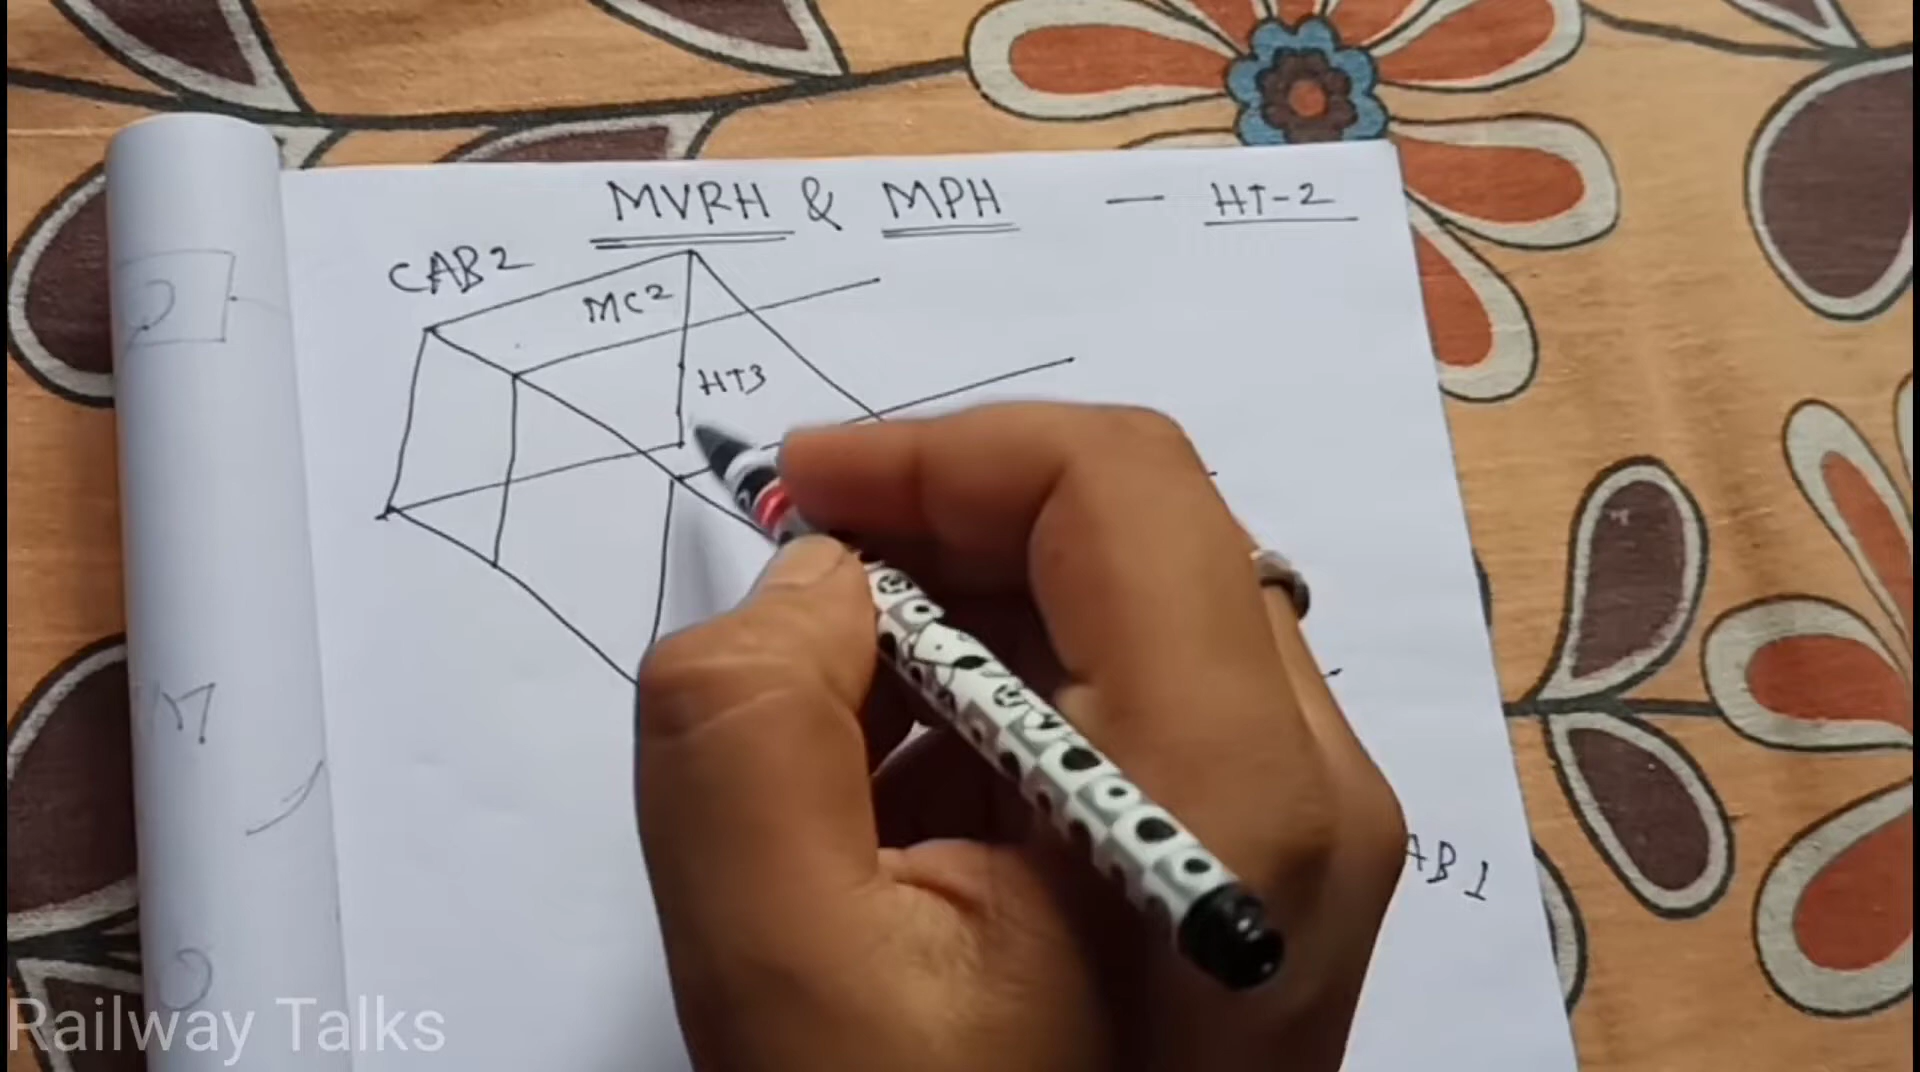 MVRH & MPH — HT-2
CAB2
MC2
HT3
AB1
Railway Talks